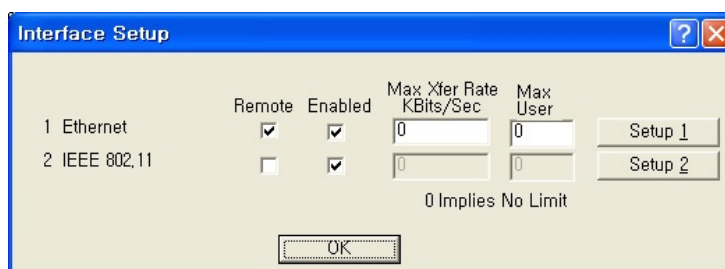 Interface Setup
Remote Enabled Max Xfer Rate KBits/Sec Max User
1 Ethernet 0 0 Setup 1
2 IEEE 802.11 0 0 Setup 2
0 Implies No Limit
OK